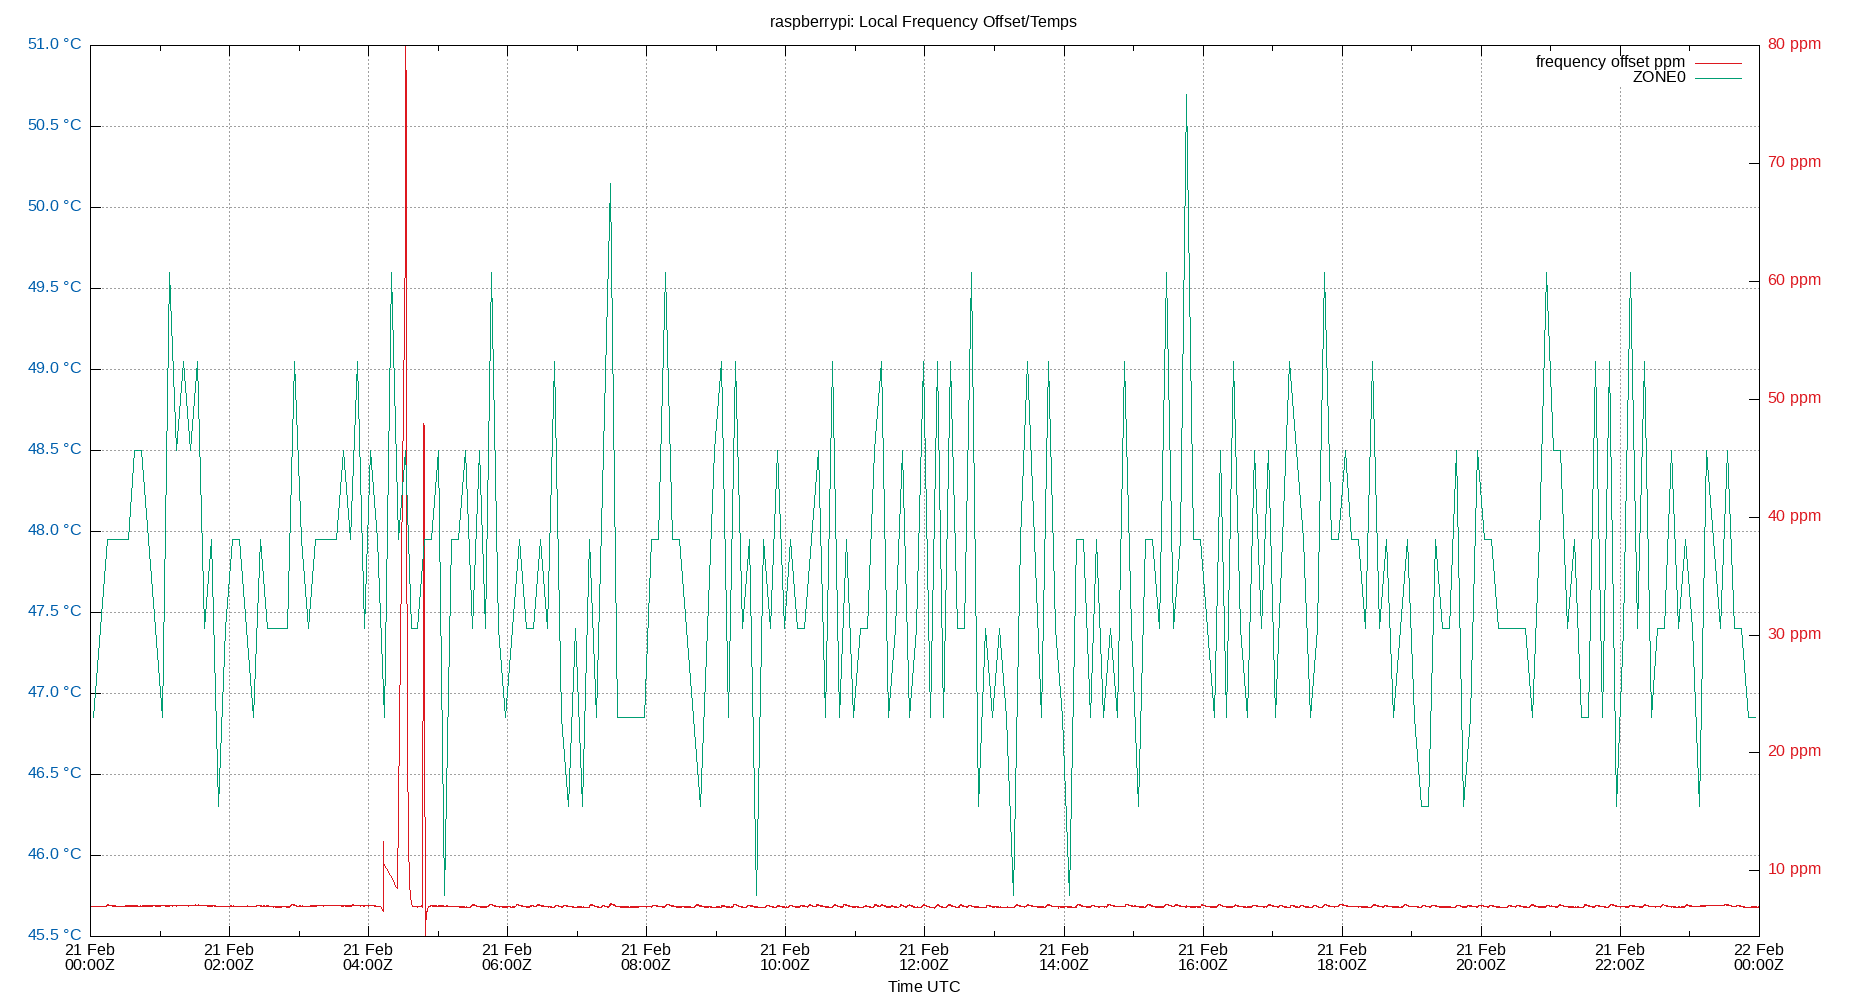 raspberrypi: Local Frequency Offset/Temps
frequency offset ppm
ZONE0
51.0 °C
50.5 °C
50.0 °C
49.5 °C
49.0 °C
48.5 °C
48.0 °C
47.5 °C
47.0 °C
46.5 °C
46.0 °C
45.5 °C
80 ppm
70 ppm
60 ppm
50 ppm
40 ppm
30 ppm
20 ppm
10 ppm
21 Feb 21 Feb 21 Feb 21 Feb 21 Feb 21 Feb 21 Feb 21 Feb 21 Feb 21 Feb 21 Feb 21 Feb 22 Feb
00:00Z 02:00Z 04:00Z 06:00Z 08:00Z 10:00Z 12:00Z 14:00Z 16:00Z 18:00Z 20:00Z 22:00Z 00:00Z
Time UTC